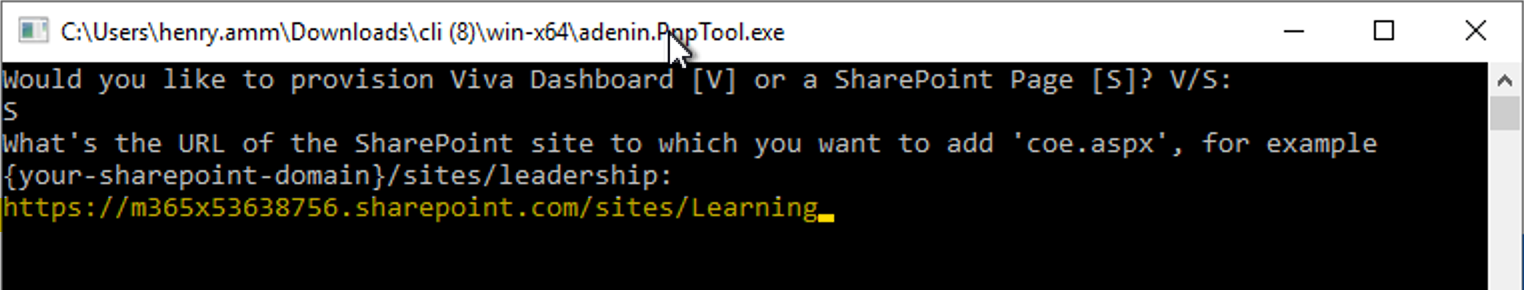 C:\Users\henry.amm\Downloads\cli (8)\win-x64\adenin.PnpTool.exe
Would you like to provision Viva Dashboard [V] or a SharePoint Page [S]? V/S:
S
What's the URL of the SharePoint site to which you want to add 'coe.aspx', for example
{your-sharepoint-domain}/sites/leadership:
https://m365x53638756.sharepoint.com/sites/Learning